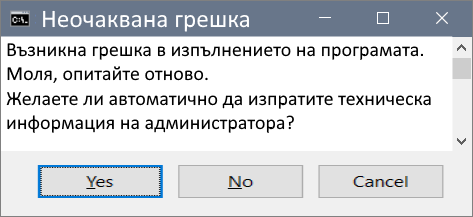 Неочаквана грешка
Възникна грешка в изпълнението на програмата.
Моля, опитайте отново.
Желаете ли автоматично да изпратите техническа
информация на администратора?
Yes No Cancel